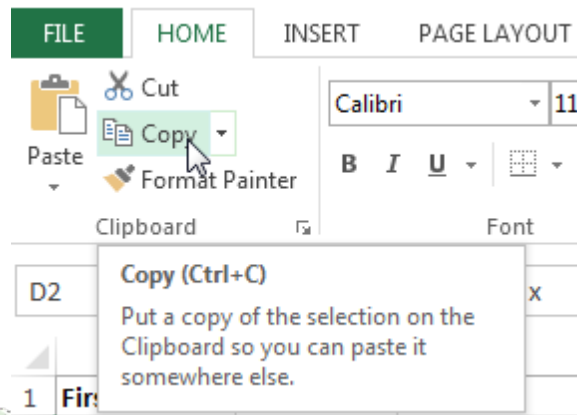 FILE HOME INSERT PAGE LAYOUT
Cut
Calibri 11
Copy
Paste
B I U
Format Painter
Clipboard Font
Copy (Ctrl+C)
D2 x
Put a copy of the selection on the
Clipboard so you can paste it
somewhere else.
1